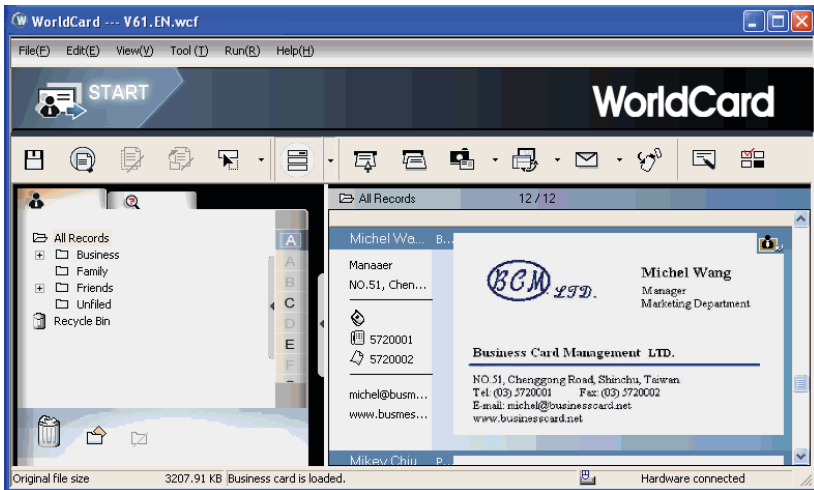 WorldCard --- V61.EN.wcf
File(F) Edit(E) View(V) Tool (T) Run(R) Help(H)
START
WorldCard
All Records 12 / 12
All Records
Business
Family
Friends
Unfiled
Recycle Bin
A
A
B
C
D
E
F
Michel Wa... B...
Manaaer
NO.51, Chen...
5720001
5720002
michel@busm...
www.busmes...
BCM LTD.
Michel Wang
Manager
Marketing Department
Business Card Management LTD.
NO.51, Chenggong Road, Shinchu, Taiwan
Tel: (03) 5720001 Fax: (03) 5720002
E-mail: michel@businesscard.net
www.businesscard.net
Mikey Chiu P...
Original file size 3207.91 KB Business card is loaded. Hardware connected